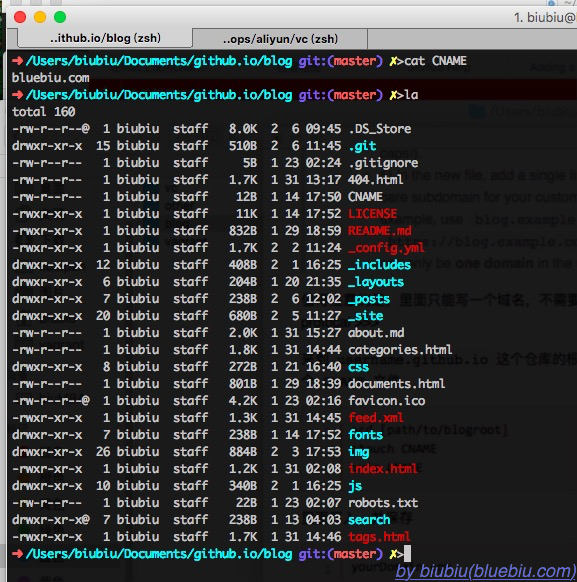 1. biubiu@
..ithub.io/blog (zsh) ..ops/aliyun/vc (zsh)
➜ /Users/biubiu/Documents/github.io/blog git:(master) ✗>cat CNAME
bluebiu.com
➜ /Users/biubiu/Documents/github.io/blog git:(master) ✗>la
total 160
-rw-r--r--@ 1 biubiu staff 8.0K 2 6 09:45 .DS_Store
drwxr-xr-x 15 biubiu staff 510B 2 6 11:26 .git
-rw-r--r-- 1 biubiu staff 5B 1 23 02:24 .gitignore
-rw-r--r-- 1 biubiu staff 1.7K 1 31 13:17 404.html
-rw-r--r-- 1 biubiu staff 12B 1 14 17:50 CNAME
-rwxr-xr-x 1 biubiu staff 11K 1 14 17:52 LICENSE
-rwxr-xr-x 1 biubiu staff 832B 1 29 18:59 README.md
-rwxr-xr-x 1 biubiu staff 1.7K 2 2 11:24 _config.yml
drwxr-xr-x 12 biubiu staff 408B 2 1 16:25 _includes
drwxr-xr-x 6 biubiu staff 204B 1 20 21:35 _layouts
drwxr-xr-x 7 biubiu staff 238B 2 6 12:02 _posts
drwxr-xr-x 20 biubiu staff 680B 2 5 11:27 _site
-rw-r--r-- 1 biubiu staff 2.0K 1 31 15:27 about.md
-rw-r--r-- 1 biubiu staff 1.8K 1 31 14:44 categories.html
drwxr-xr-x 8 biubiu staff 272B 1 21 16:40 css
-rw-r--r-- 1 biubiu staff 801B 1 29 18:39 documents.html
-rw-r--r--@ 1 biubiu staff 4.2K 1 23 02:16 favicon.ico
-rwxr-xr-x 1 biubiu staff 1.3K 1 31 14:45 feed.xml
drwxr-xr-x 7 biubiu staff 238B 1 14 17:52 fonts
drwxr-xr-x 26 biubiu staff 884B 2 3 17:53 img
-rwxr-xr-x 1 biubiu staff 1.2K 1 31 02:08 index.html
drwxr-xr-x 10 biubiu staff 340B 2 1 16:25 js
-rw-r--r-- 1 biubiu staff 22B 1 23 02:07 robots.txt
drwxr-xr-x@ 7 biubiu staff 238B 1 13 04:03 search
-rwxr-xr-x 1 biubiu staff 1.7K 1 31 14:46 tags.html
➜ /Users/biubiu/Documents/github.io/blog git:(master) ✗>
by biubiu(bluebiu.com)